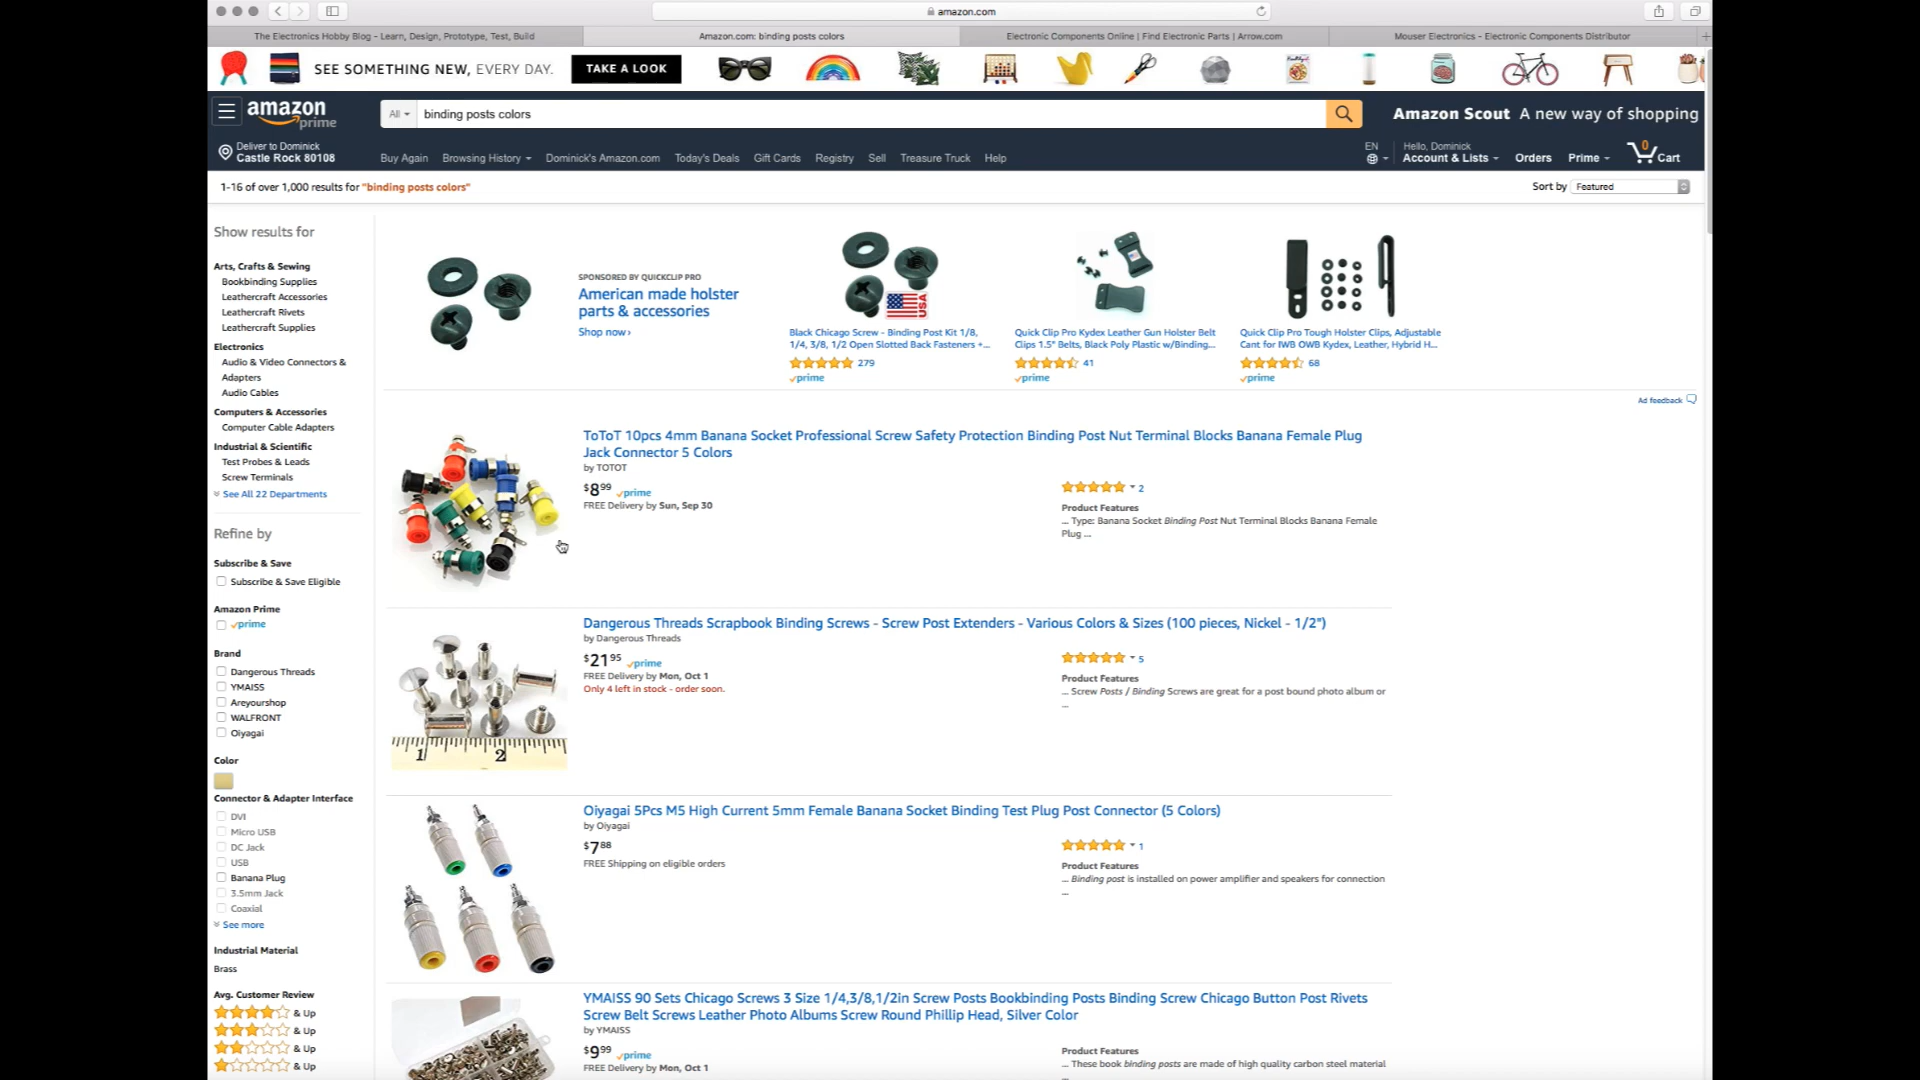 amazon.com
The Electronics Hobby Blog - Learn, Design, Prototype, Test, Build
Amazon.com: binding posts colors
Electronic Components Online | Find Electronic Parts | Arrow.com
Mouser Electronics - Electronic Components Distributor
SEE SOMETHING NEW, EVERY DAY.
TAKE A LOOK
amazon prime
All
binding posts colors
Amazon Scout A new way of shopping
Deliver to Dominick
Castle Rock 80108
Buy Again
Browsing History
Dominick's Amazon.com
Today's Deals
Gift Cards
Registry
Sell
Treasure Truck
Help
EN
Hello, Dominick
Account & Lists
Orders
Prime
0
Cart
1-16 of over 1,000 results for "binding posts colors"
Sort by Featured
Show results for
Arts, Crafts & Sewing
Bookbinding Supplies
Leathercraft Accessories
Leathercraft Rivets
Leathercraft Supplies
Electronics
Audio & Video Connectors &
Adapters
Audio Cables
Computers & Accessories
Computer Cable Adapters
Industrial & Scientific
Test Probes & Leads
Screw Terminals
See All 22 Departments
Refine by
Subscribe & Save
Subscribe & Save Eligible
Amazon Prime
prime
Brand
Dangerous Threads
YMAISS
Areyourshop
WALFRONT
Oiyagai
Color
Connector & Adapter Interface
DVI
Micro USB
DC Jack
USB
Banana Plug
3.5mm Jack
Coaxial
See more
Industrial Material
Brass
Avg. Customer Review
& Up
& Up
& Up
& Up
SPONSORED BY QUICKCLIP PRO
American made holster
parts & accessories
Shop now›
USA
Black Chicago Screw - Binding Post Kit 1/8,
1/4, 3/8, 1/2 Open Slotted Back Fasteners +...
279
prime
Quick Clip Pro Kydex Leather Gun Holster Belt
Clips 1.5" Belts, Black Poly Plastic w/Binding...
41
prime
Quick Clip Pro Tough Holster Clips, Adjustable
Cant for IWB OWB Kydex, Leather, Hybrid H...
68
prime
Ad feedback
ToToT 10pcs 4mm Banana Socket Professional Screw Safety Protection Binding Post Nut Terminal Blocks Banana Female Plug
Jack Connector 5 Colors
by TOTOT
$8 99 prime
FREE Delivery by Sun, Sep 30
2
Product Features
... Type: Banana Socket Binding Post Nut Terminal Blocks Banana Female
Plug ...
1 2
Dangerous Threads Scrapbook Binding Screws - Screw Post Extenders - Various Colors & Sizes (100 pieces, Nickel - 1/2")
by Dangerous Threads
$21 95 prime
FREE Delivery by Mon, Oct 1
Only 4 left in stock - order soon.
5
Product Features
... Screw Posts / Binding Screws are great for a post bound photo album or
...
Oiyagai 5Pcs M5 High Current 5mm Female Banana Socket Binding Test Plug Post Connector (5 Colors)
by Oiyagai
$7 88
FREE Shipping on eligible orders
1
Product Features
... Binding post is installed on power amplifier and speakers for connection
...
YMAISS 90 Sets Chicago Screws 3 Size 1/4,3/8,1/2in Screw Posts Bookbinding Posts Binding Screw Chicago Button Post Rivets
Screw Belt Screws Leather Photo Albums Screw Round Phillip Head, Silver Color
by YMAISS
$9 99 prime
FREE Delivery by Mon, Oct 1
Product Features
... These book binding posts are made of high quality carbon steel material